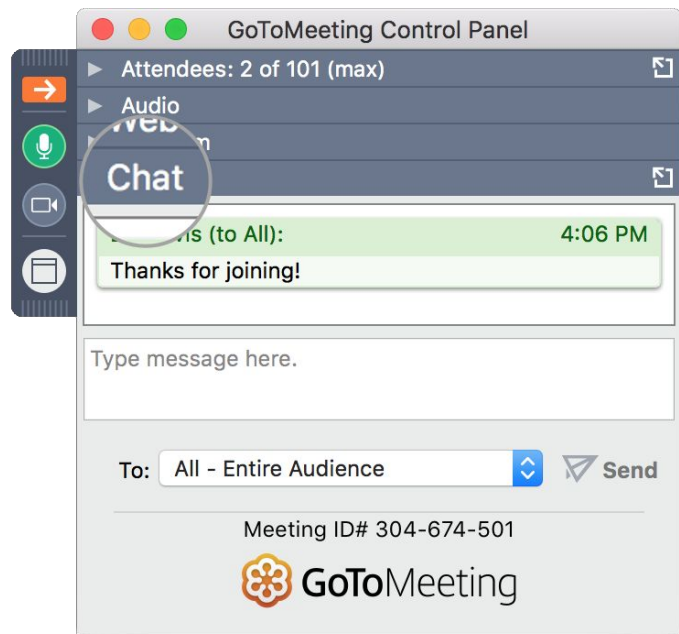 GoToMeeting Control Panel
Attendees: 2 of 101 (max)
Audio
Chat
(to All): 4:06 PM
Thanks for joining!
Type message here.
To: All - Entire Audience Send
Meeting ID# 304-674-501
GoToMeeting